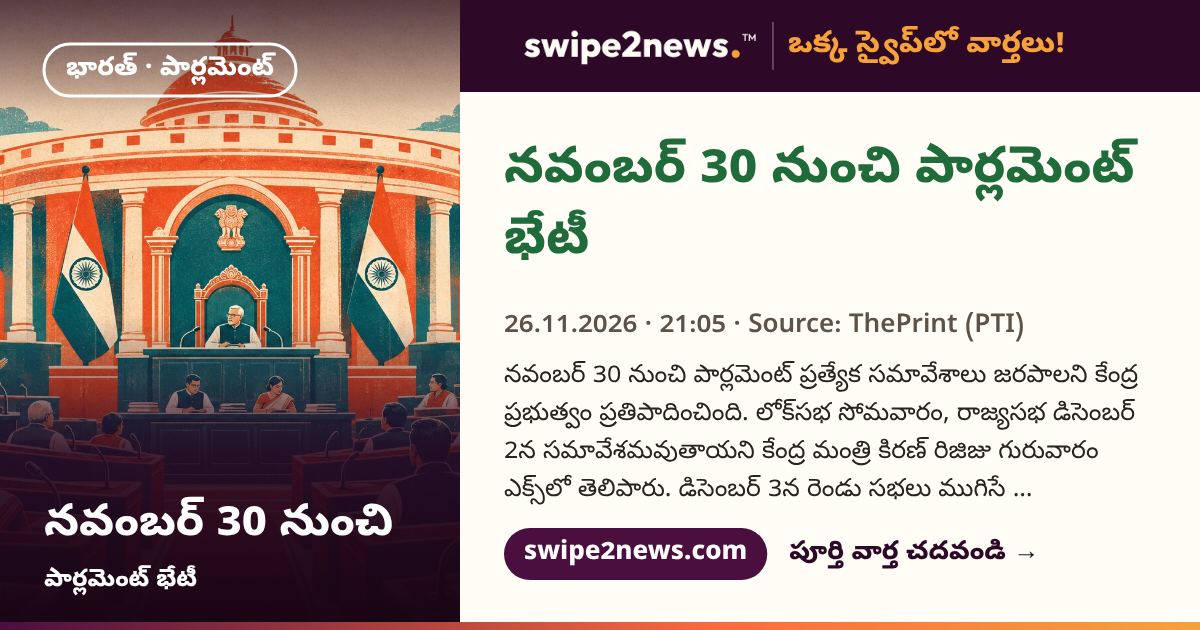 భారత్ · పార్లమెంట్
నవంబర్ 30 నుంచి
పార్లమెంట్ భేటీ
swipe2news.™ ఒక్క స్వైప్‌లో వార్తలు!
నవంబర్ 30 నుంచి పార్లమెంట్
భేటీ
26.11.2026 · 21:05 · Source: ThePrint (PTI)
నవంబర్ 30 నుంచి పార్లమెంట్ ప్రత్యేక సమావేశాలు జరపాలని కేంద్ర
ప్రభుత్వం ప్రతిపాదించింది. లోక్‌సభ సోమవారం, రాజ్యసభ డిసెంబర్
2న సమావేశమవుతాయని కేంద్ర మంత్రి కిరణ్ రిజిజు గురువారం
ఎక్స్‌లో తెలిపారు. డిసెంబర్ 3న రెండు సభలు ముగిసే ...
swipe2news.com పూర్తి వార్త చదవండి →